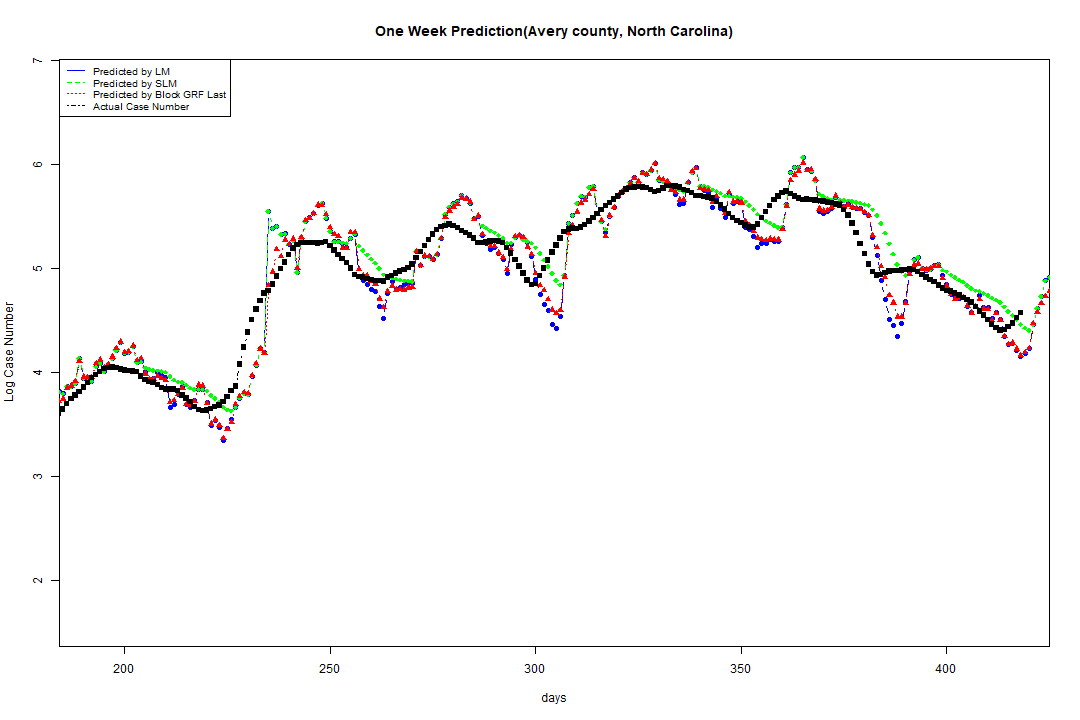 One Week Prediction(Avery county, North Carolina)
Predicted by LM
Predicted by SLM
Predicted by Block GRF Last
Actual Case Number
7
6
5
4
3
2
Log Case Number
200 250 300 350 400
days